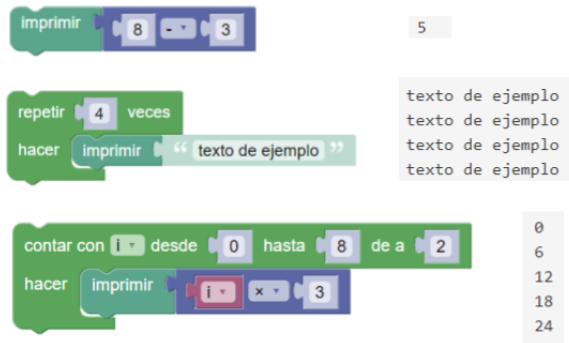 imprimir 8 - 3
5
repetir 4 veces
hacer imprimir “ texto de ejemplo ”
texto de ejemplo
texto de ejemplo
texto de ejemplo
texto de ejemplo
contar con i desde 0 hasta 8 de a 2
hacer imprimir i × 3
0
6
12
18
24